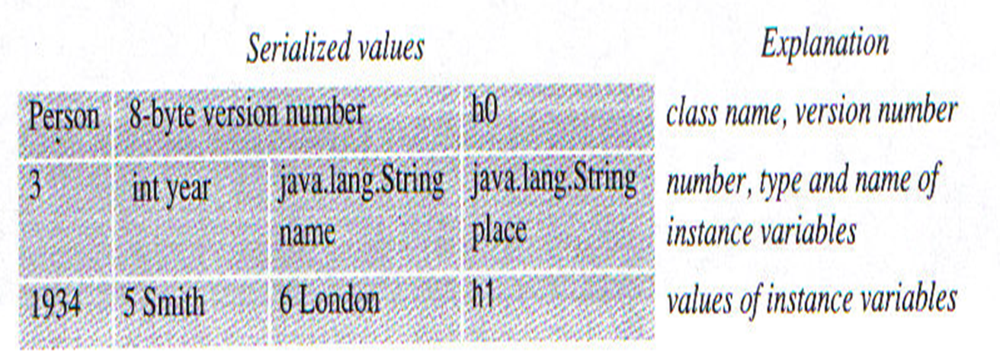 Serialized values Explanation
Person 8-byte version number h0 class name, version number
3 int year java.lang.String java.lang.String number, type and name of
name place instance variables
1934 5 Smith 6 London h1 values of instance variables